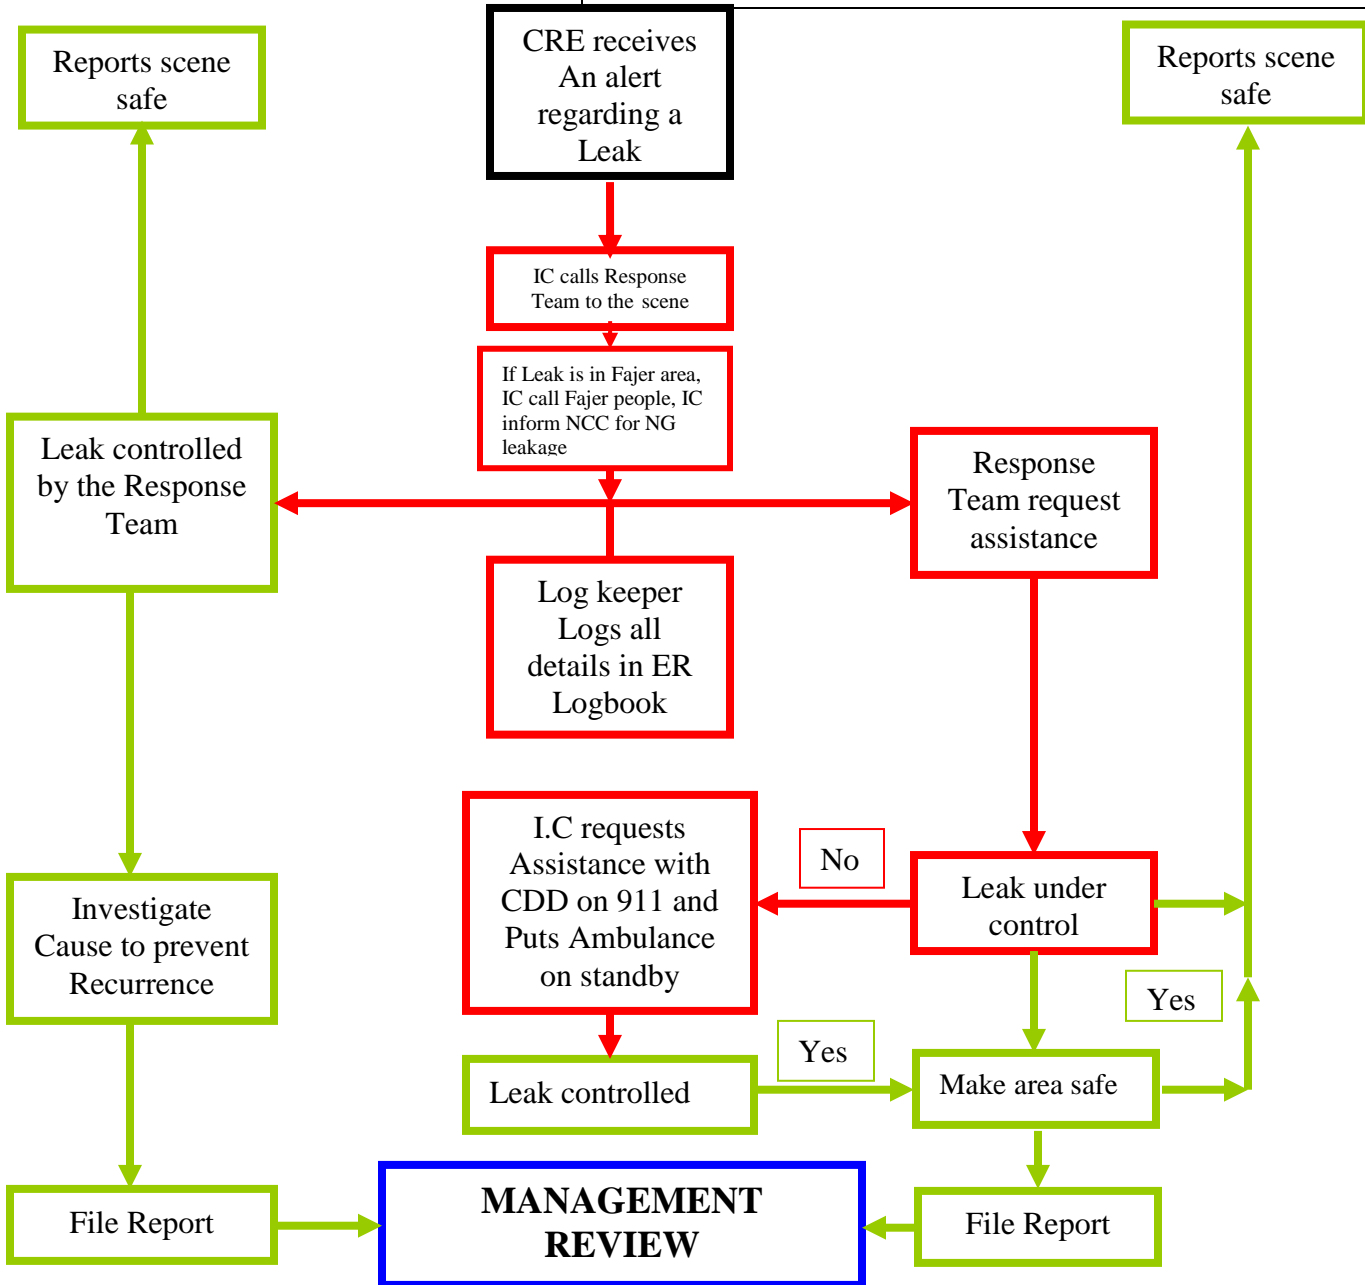 Reports scene
safe
CRE receives
An alert
regarding a
Leak
Reports scene
safe
IC calls Response
Team to the scene
If Leak is in Fajer area,
IC call Fajer people, IC
inform NCC for NG
leakage
Leak controlled
by the Response
Team
Response
Team request
assistance
Log keeper
Logs all
details in ER
Logbook
I.C requests
Assistance with
CDD on 911 and
Puts Ambulance
on standby
No
Leak under
control
Investigate
Cause to prevent
Recurrence
Yes
Yes
Leak controlled
Make area safe
File Report
MANAGEMENT
REVIEW
File Report